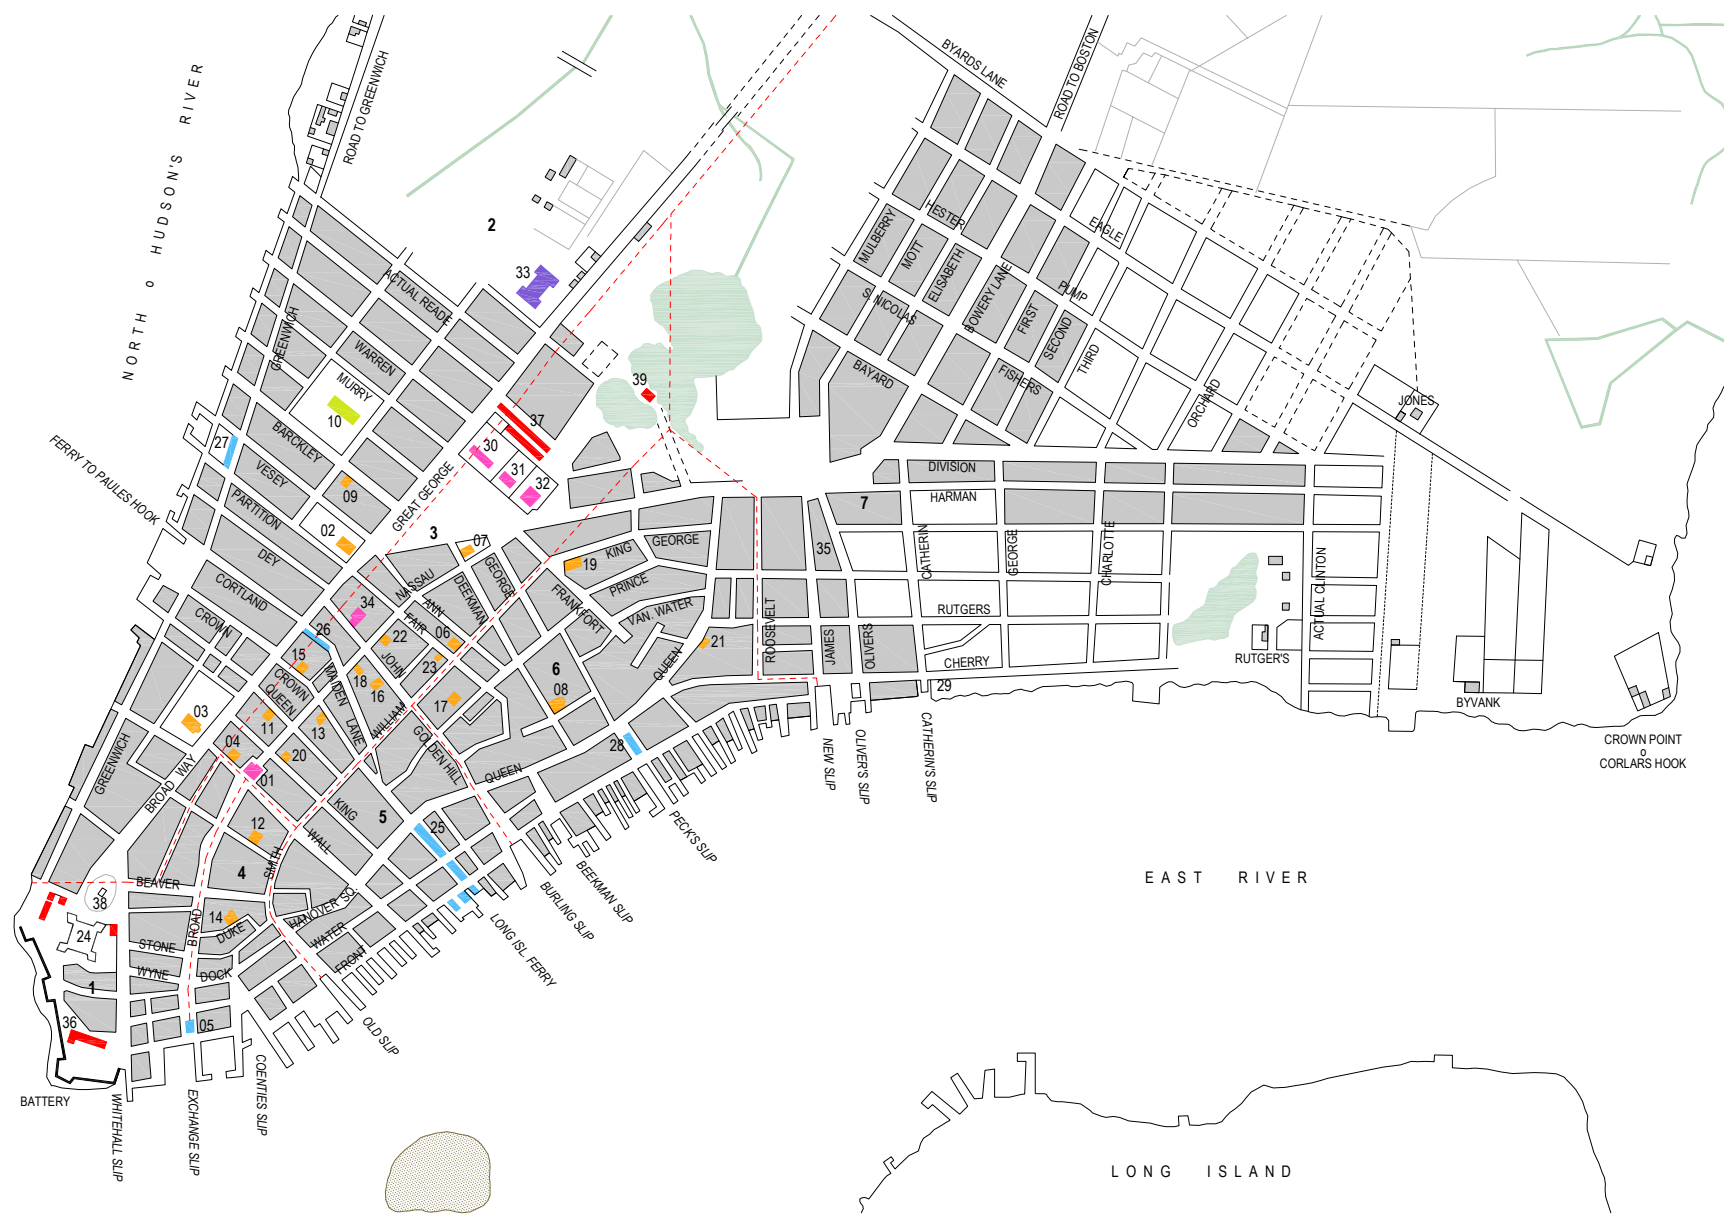 NORTH o HUDSON'S RIVER
ROAD TO GREENWICH
BYARDS LANE
ROAD TO BOSTON
2
33
ACTUAL READE
GREENWICH
WARREN
MURRY
10
BARCKLEY
VESEY
PARTITION
27
FERRY TO PAULES HOOK
09
02
DEY
CORTLAND
CROWN
GREAT GEORGE
30
31
32
37
39
3
07
MULBERRY
HESTER
MOTT
ELISABETH
S. NICOLAS
BOWERY LANE
FIRST
SECOND
PUMP
EAGLE
BAYARD
FISHERS
THIRD
ORCHARD
JONES
DIVISION
HARMAN
7
35
CATHERIN
GEORGE
CHARLOTTE
RUTGERS
CHERRY
ACTUAL CLINTON
RUTGER'S
BYVANK
CROWN POINT
o
CORLARS HOOK
NASSAU
ANN
DEEKMAN
GEORGE
FAIR
JOHN
34
22
06
23
19
KING
GEORGE
PRINCE
FRANKFORT
VAN. WATER
QUEEN
21
ROOSEVELT
JAMES
OLIVERS
29
26
15
CROWN
QUEEN
MAIDEN
LANE
18
16
WILLIAM
17
GOLDEN HILL
6
08
28
QUEEN
03
04
11
13
20
01
GREENWICH
BROAD WAY
KING
WALL
5
25
12
SMITH
4
BEAVER
38
24
14
DUKE
HANOVER SQ.
WATER
FRONT
BROAD
STONE
WYNE
DOCK
1
36
05
BATTERY
WHITEHALL SLIP
EXCHANGE SLIP
COENTIES SLIP
OLD SLIP
LONG ISL. FERRY
BURLING SLIP
BEEKMAN SLIP
PECK'S SLIP
NEW SLIP
OLIVER'S SLIP
CATHERIN'S SLIP
EAST RIVER
LONG ISLAND